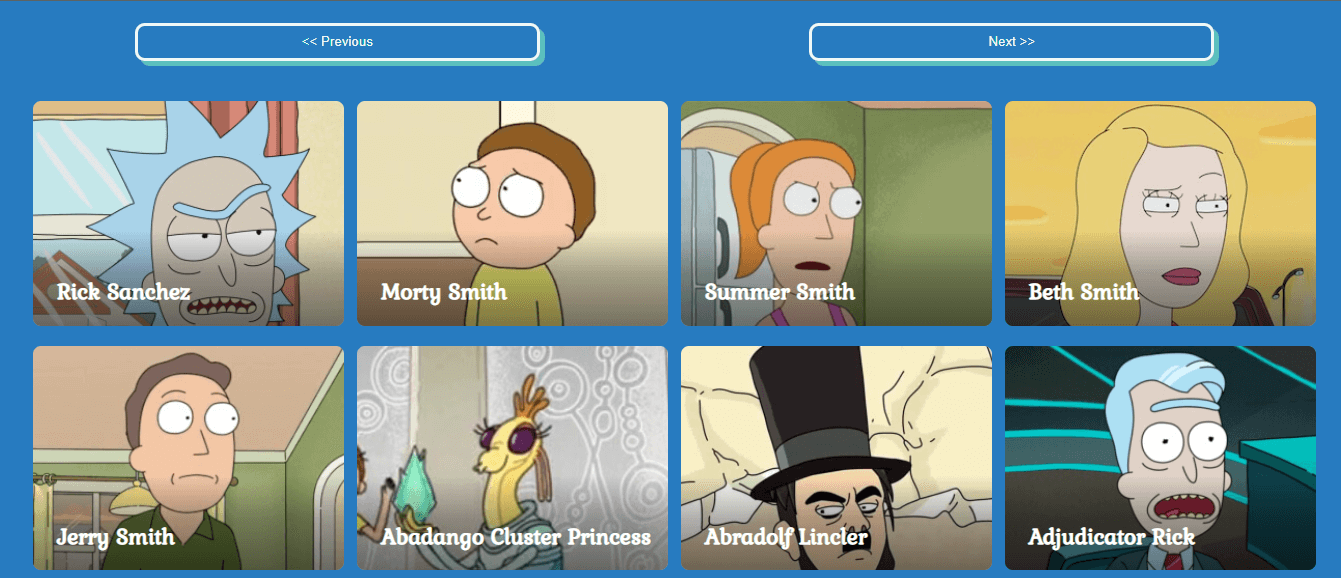 << Previous
Next >>
Rick Sanchez
Morty Smith
Summer Smith
Beth Smith
Jerry Smith
Abadango Cluster Princess
Abradolf Lincler
Adjudicator Rick